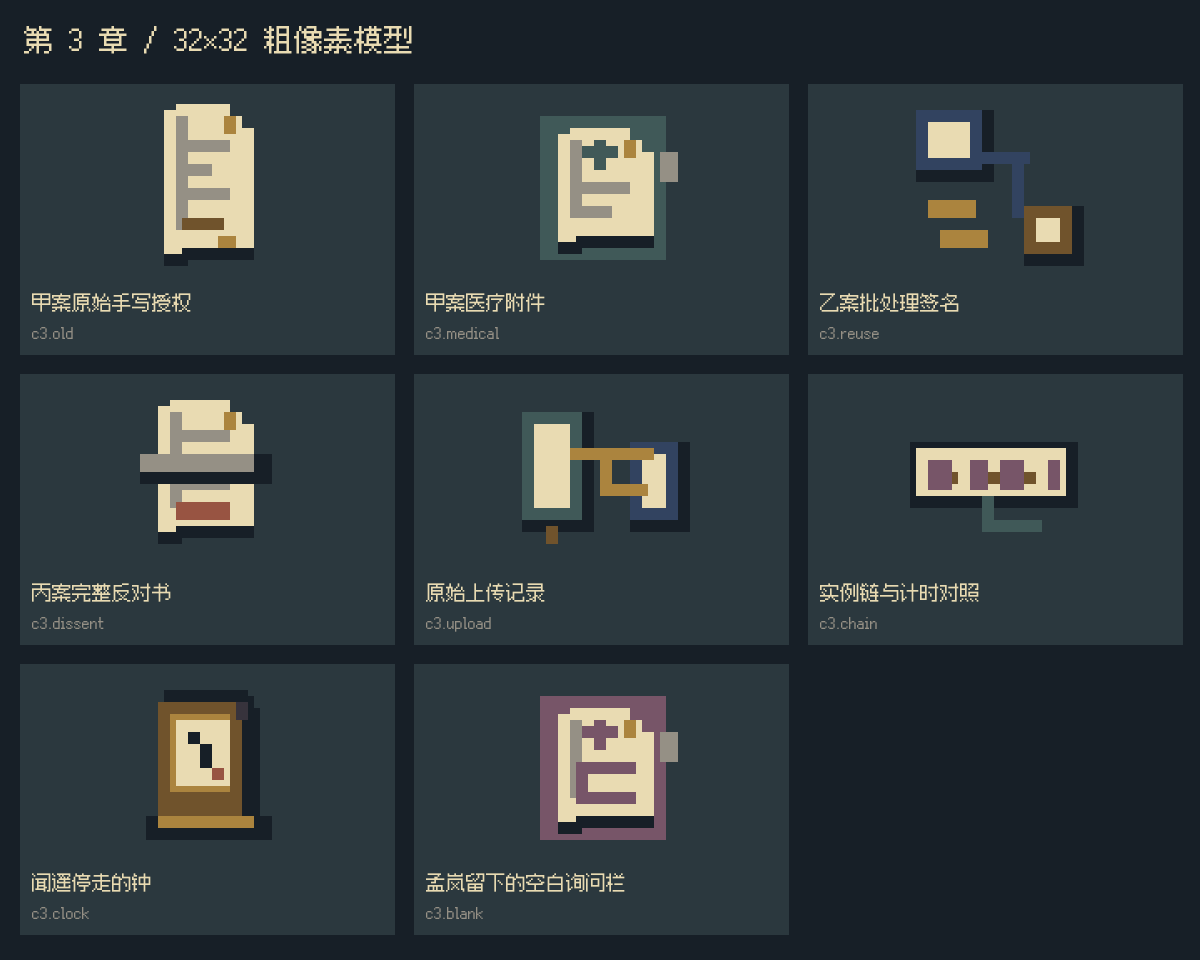 第 3 章 / 32×32 粗像素模型
甲案原始手写授权
c3.old
甲案医疗附件
c3.medical
乙案批处理签名
c3.reuse
丙案完整反对书
c3.dissent
原始上传记录
c3.upload
实例链与计时对照
c3.chain
闻遥停走的钟
c3.clock
孟岚留下的空白询问栏
c3.blank